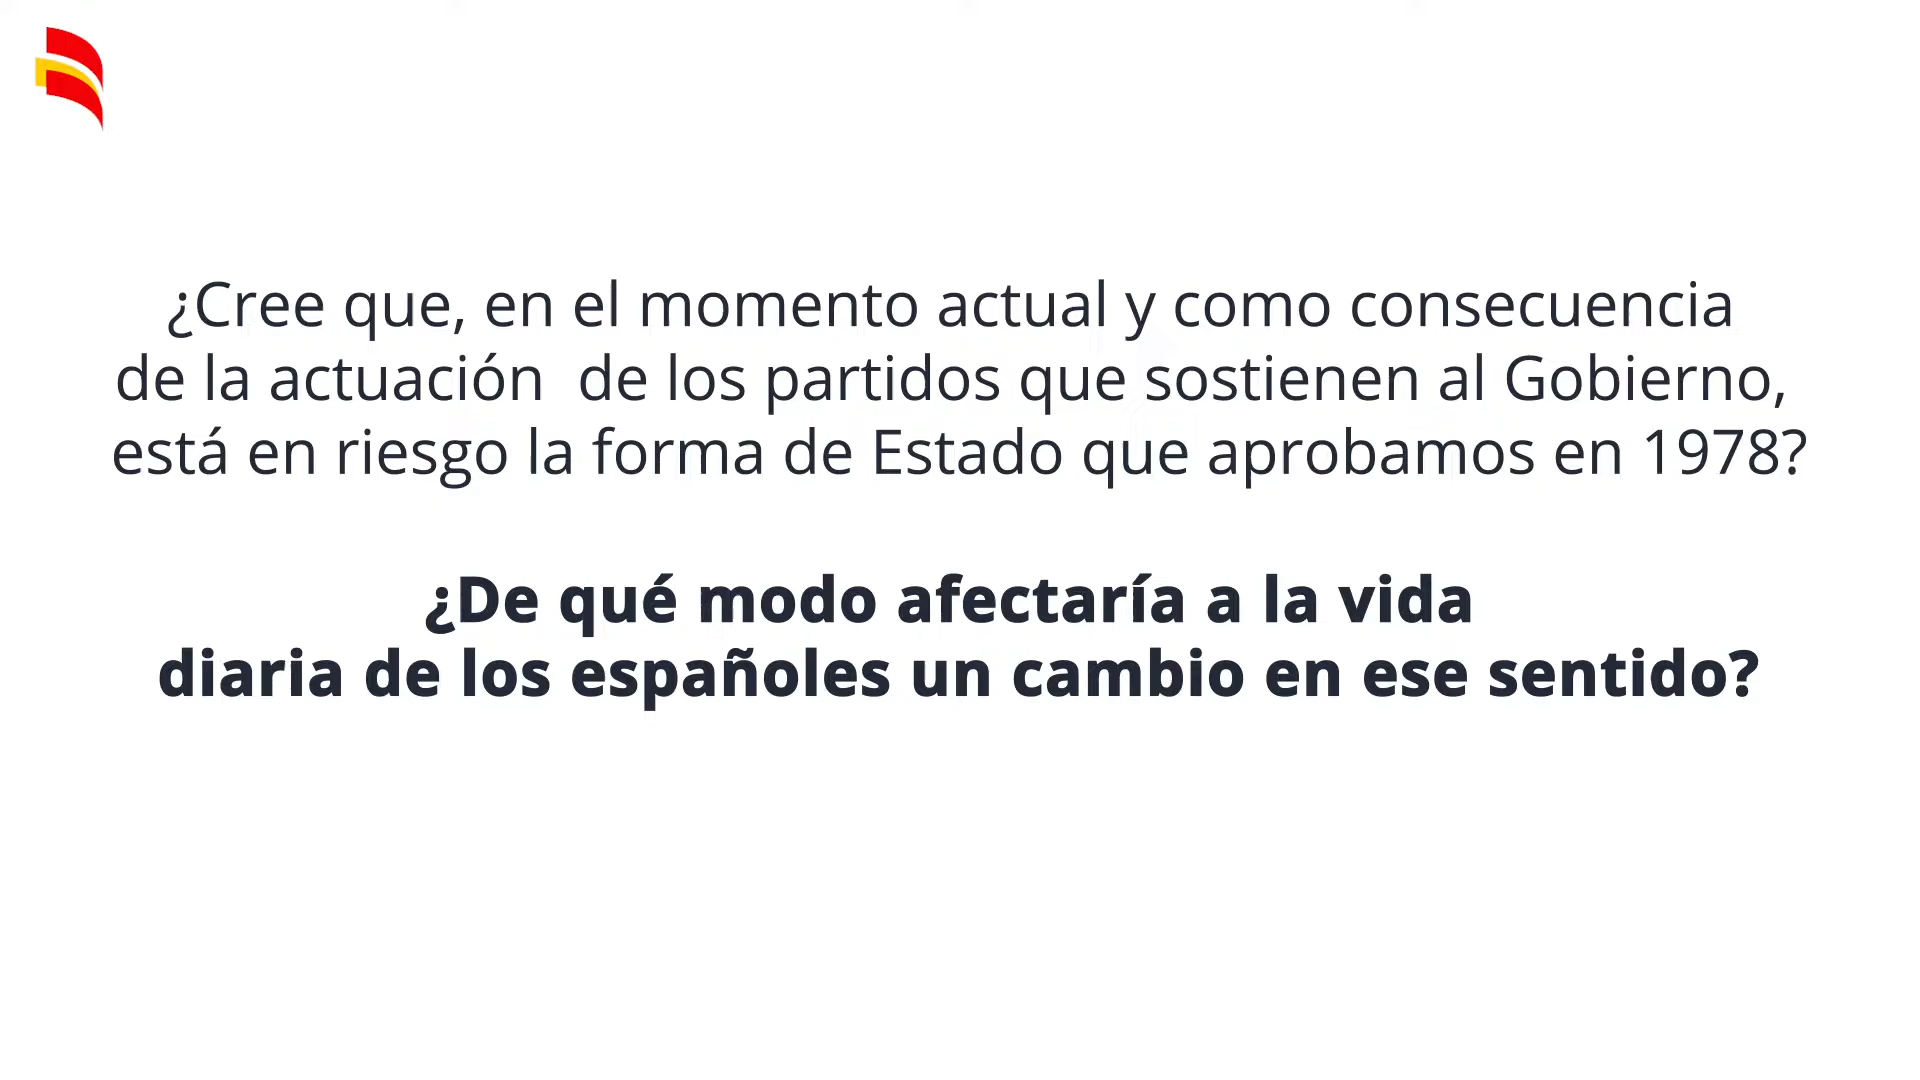 ¿Cree que, en el momento actual y como consecuencia
de la actuación  de los partidos que sostienen al Gobierno,
está en riesgo la forma de Estado que aprobamos en 1978?
¿De qué modo afectaría a la vida
diaria de los españoles un cambio en ese sentido?